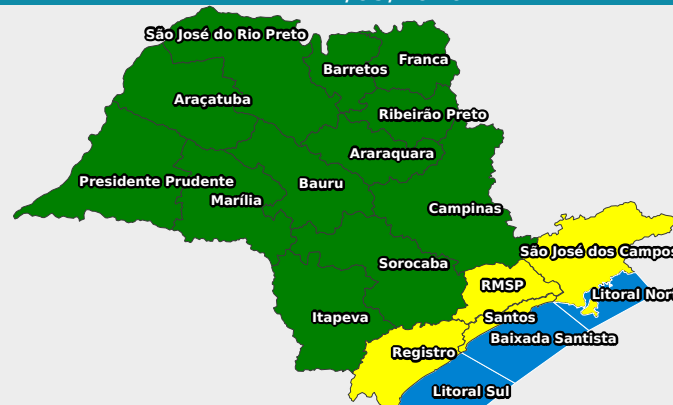 São José do Rio Preto
Franca
Barretos
Araçatuba
Ribeirão Preto
Araraquara
Presidente Prudente
Bauru
Marília
Campinas
São José dos Campos
Sorocaba
RMSP
Litoral Nort
Itapeva
Santos
Baixada Santista
Registro
Litoral Sul